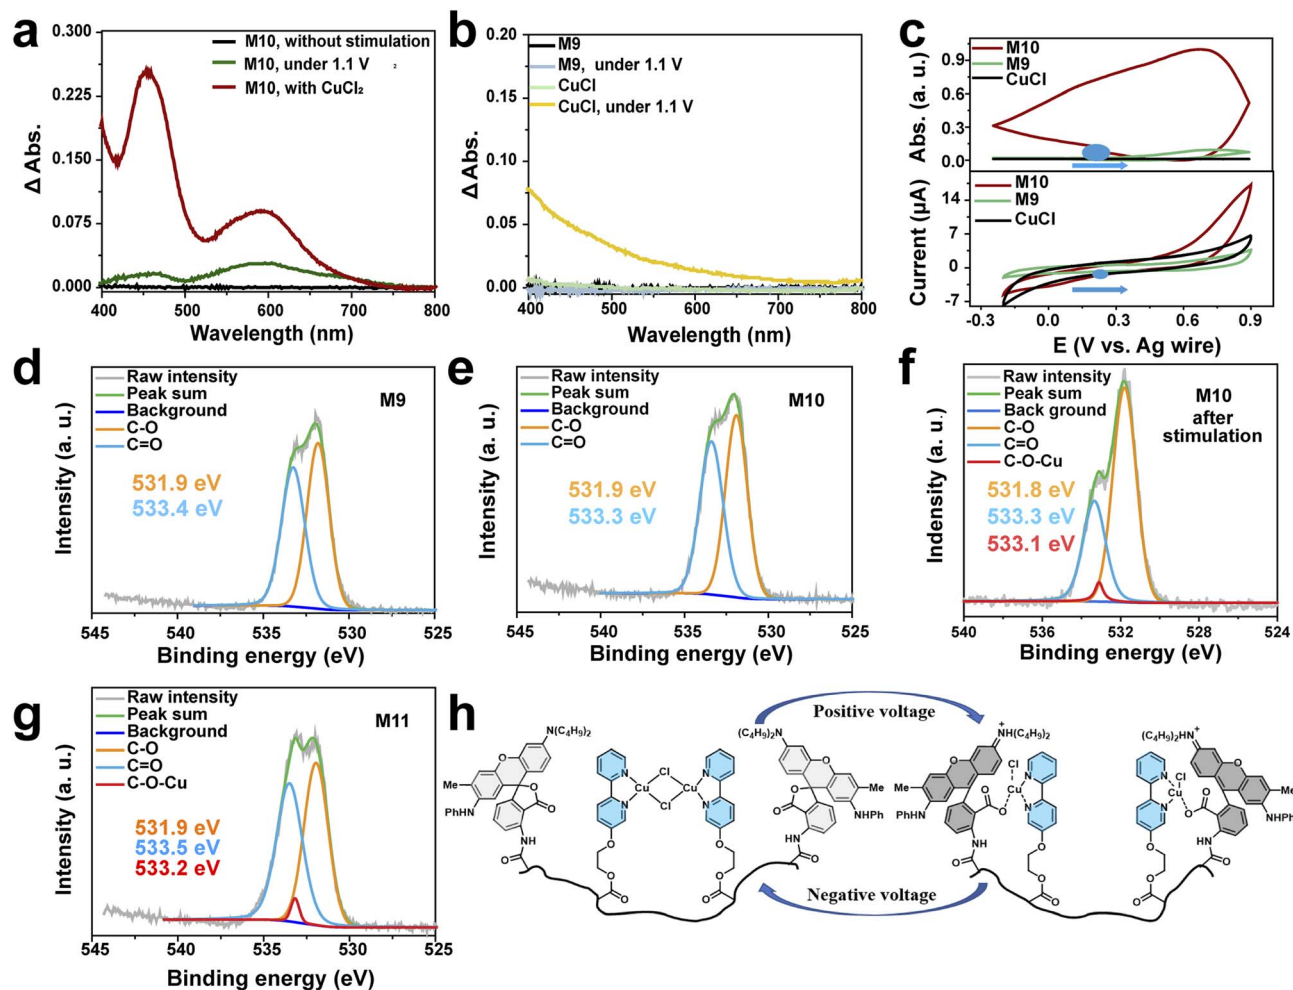 a
0.300
0.225
0.150
0.075
0.000
Δ Abs.
M10, without stimulation
M10, under 1.1 V
2
M10, with CuCl₂
400 500 600 700 800
Wavelength (nm)
b
0.20
0.15
0.10
0.05
0.00
Δ Abs.
M9
M9, under 1.1 V
CuCl
CuCl, under 1.1 V
400 500 600 700 800
Wavelength (nm)
c
Abs. (a. u.)
0.9
0.6
0.3
0.0
M10
M9
CuCl
Current (μA)
14
7
0
-7
M10
M9
CuCl
-0.3 0.0 0.3 0.6 0.9
E (V vs. Ag wire)
d
Intensity (a. u.)
Raw intensity
Peak sum
Background
C-O
C=O
M9
531.9 eV
533.4 eV
545 540 535 530 525
Binding energy (eV)
e
Intensity (a. u.)
Raw intensity
Peak sum
Background
C-O
C=O
M10
531.9 eV
533.3 eV
545 540 535 530 525
Binding energy (eV)
f
Indensity (a. u.)
Raw intensity
Peak sum
Back ground
C-O
C=O
C-O-Cu
M10
after
stimulation
531.8 eV
533.3 eV
533.1 eV
540 536 532 528 524
Binding energy (eV)
g
Intensity (a. u.)
Raw intensity
Peak sum
Background
C-O
C=O
C-O-Cu
M11
531.9 eV
533.5 eV
533.2 eV
545 540 535 530 525
Binding energy (eV)
h
Positive voltage
Negative voltage
N(C₄H₉)₂
O
Me
PhHN
O
O
NH
O
N
N
Cu
Cl
Cl
Cu
N
N
O
O
O
O
O
O
(C₄H₉)₂N
O
Me
NHPh
O
O
HN
O
+
NH(C₄H₉)₂
O
Me
PhHN
O
O
NH
O
Cl
Cu
N
N
O
O
O
+
(C₄H₉)₂HN
N
N
Cl
Cu
O
O
O
Me
NHPh
HN
O
O
O
O